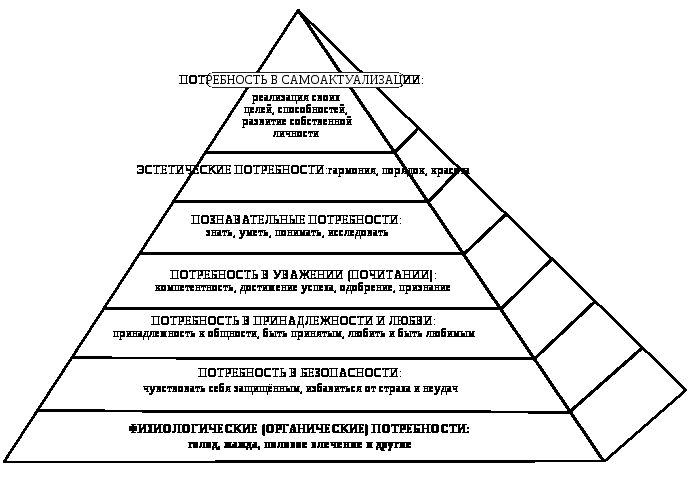 ПОТРЕБНОСТЬ В САМОАКТУАЛИЗАЦИИ:
реализация своих
целей, способностей,
развитие собственной
личности
ЭСТЕТИЧЕСКИЕ ПОТРЕБНОСТИ: гармония, порядок, красота
ПОЗНАВАТЕЛЬНЫЕ ПОТРЕБНОСТИ:
знать, уметь, понимать, исследовать
ПОТРЕБНОСТЬ В УВАЖЕНИИ (ПОЧИТАНИИ):
компетентность, достижение успеха, одобрение, признание
ПОТРЕБНОСТЬ В ПРИНАДЛЕЖНОСТИ И ЛЮБВИ:
принадлежность к общности, быть принятым, любить и быть любимым
ПОТРЕБНОСТЬ В БЕЗОПАСНОСТИ:
чувствовать себя защищённым, избавиться от страха и неудач
ФИЗИОЛОГИЧЕСКИЕ (ОРГАНИЧЕСКИЕ) ПОТРЕБНОСТИ:
голод, жажда, половое влечение и другие